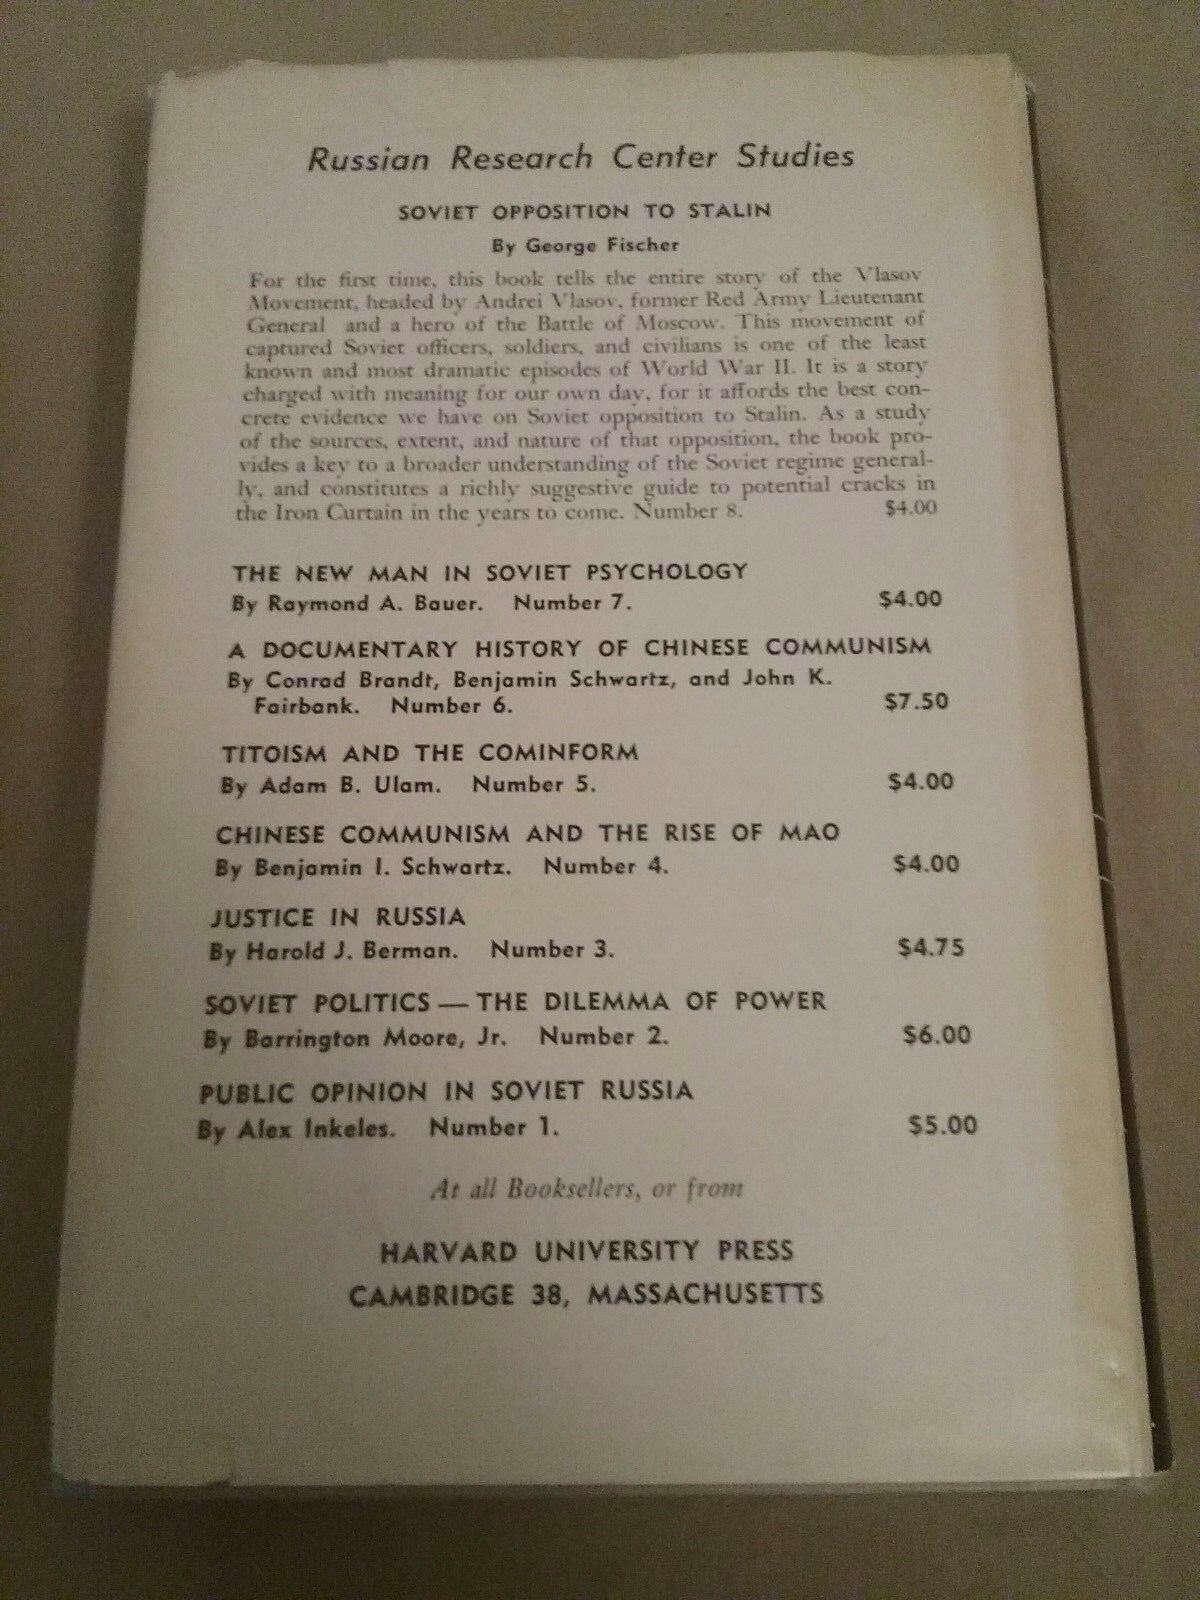 Russian Research Center Studies
SOVIET OPPOSITION TO STALIN
By George Fischer
For the first time, this book tells the entire story of the Vlasov
Movement, headed by Andrei Vlasov, former Red Army Lieutenant
General and a hero of the Battle of Moscow. This movement of
captured Soviet officers, soldiers, and civilians is one of the least
known and most dramatic episodes of World War II. It is a story
charged with meaning for our own day, for it affords the best con-
crete evidence we have on Soviet opposition to Stalin. As a study
of the sources, extent, and nature of that opposition, the book pro-
vides a key to a broader understanding of the Soviet regime general-
ly, and constitutes a richly suggestive guide to potential cracks in
the Iron Curtain in the years to come. Number 8. $4.00
THE NEW MAN IN SOVIET PSYCHOLOGY
By Raymond A. Bauer. Number 7. $4.00
A DOCUMENTARY HISTORY OF CHINESE COMMUNISM
By Conrad Brandt, Benjamin Schwartz, and John K.
Fairbank. Number 6. $7.50
TITOISM AND THE COMINFORM
By Adam B. Ulam. Number 5. $4.00
CHINESE COMMUNISM AND THE RISE OF MAO
By Benjamin I. Schwartz. Number 4. $4.00
JUSTICE IN RUSSIA
By Harold J. Berman. Number 3. $4.75
SOVIET POLITICS — THE DILEMMA OF POWER
By Barrington Moore, Jr. Number 2. $6.00
PUBLIC OPINION IN SOVIET RUSSIA
By Alex Inkeles. Number 1. $5.00
At all Booksellers, or from
HARVARD UNIVERSITY PRESS
CAMBRIDGE 38, MASSACHUSETTS